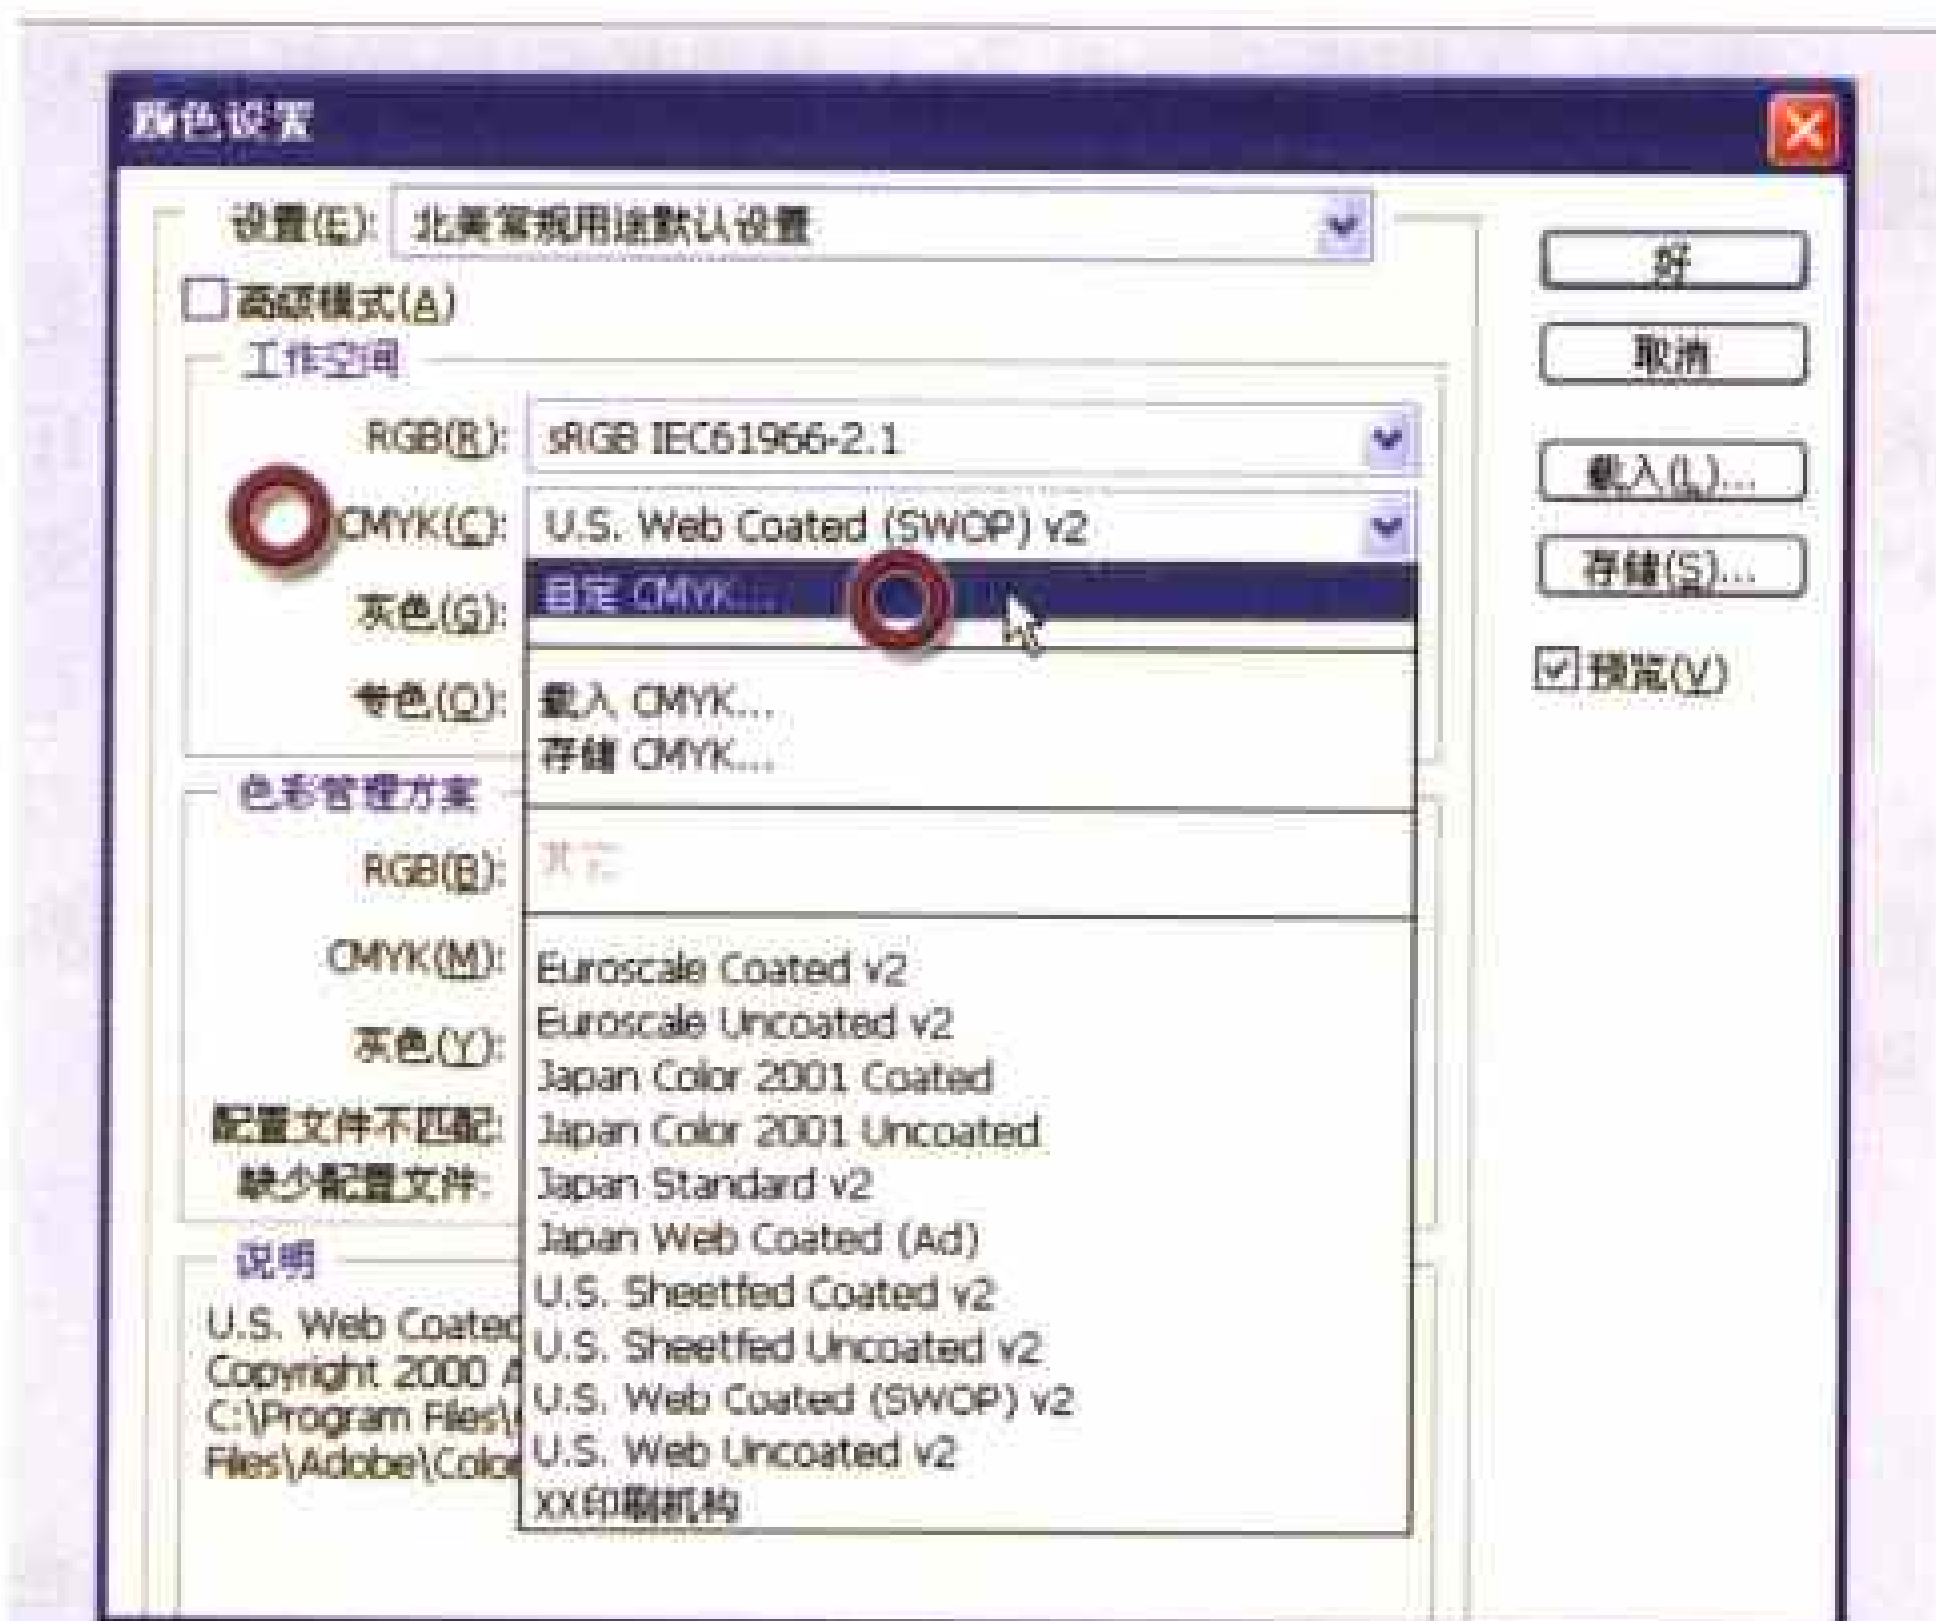 颜色设置
设置(E): 北美常规用途默认设置
高级模式(A)
工作空间
RGB(R): sRGB IEC61966-2.1
CMYK(C): U.S. Web Coated (SWOP) v2
灰色(G):
专色(O):
自定 CMYK...
载入 CMYK...
存储 CMYK...
其它
Euroscale Coated v2
Euroscale Uncoated v2
Japan Color 2001 Coated
Japan Color 2001 Uncoated
Japan Standard v2
Japan Web Coated (Ad)
U.S. Sheetfed Coated v2
U.S. Sheetfed Uncoated v2
U.S. Web Coated (SWOP) v2
U.S. Web Uncoated v2
XX印刷机构
色彩管理方案
RGB(B):
CMYK(M):
灰色(Y):
配置文件不匹配:
缺少配置文件:
说明
U.S. Web Coated
Copyright 2000 A
C:\Program Files\
Files\Adobe\Color
好
取消
载入(L)...
存储(S)...
预览(V)